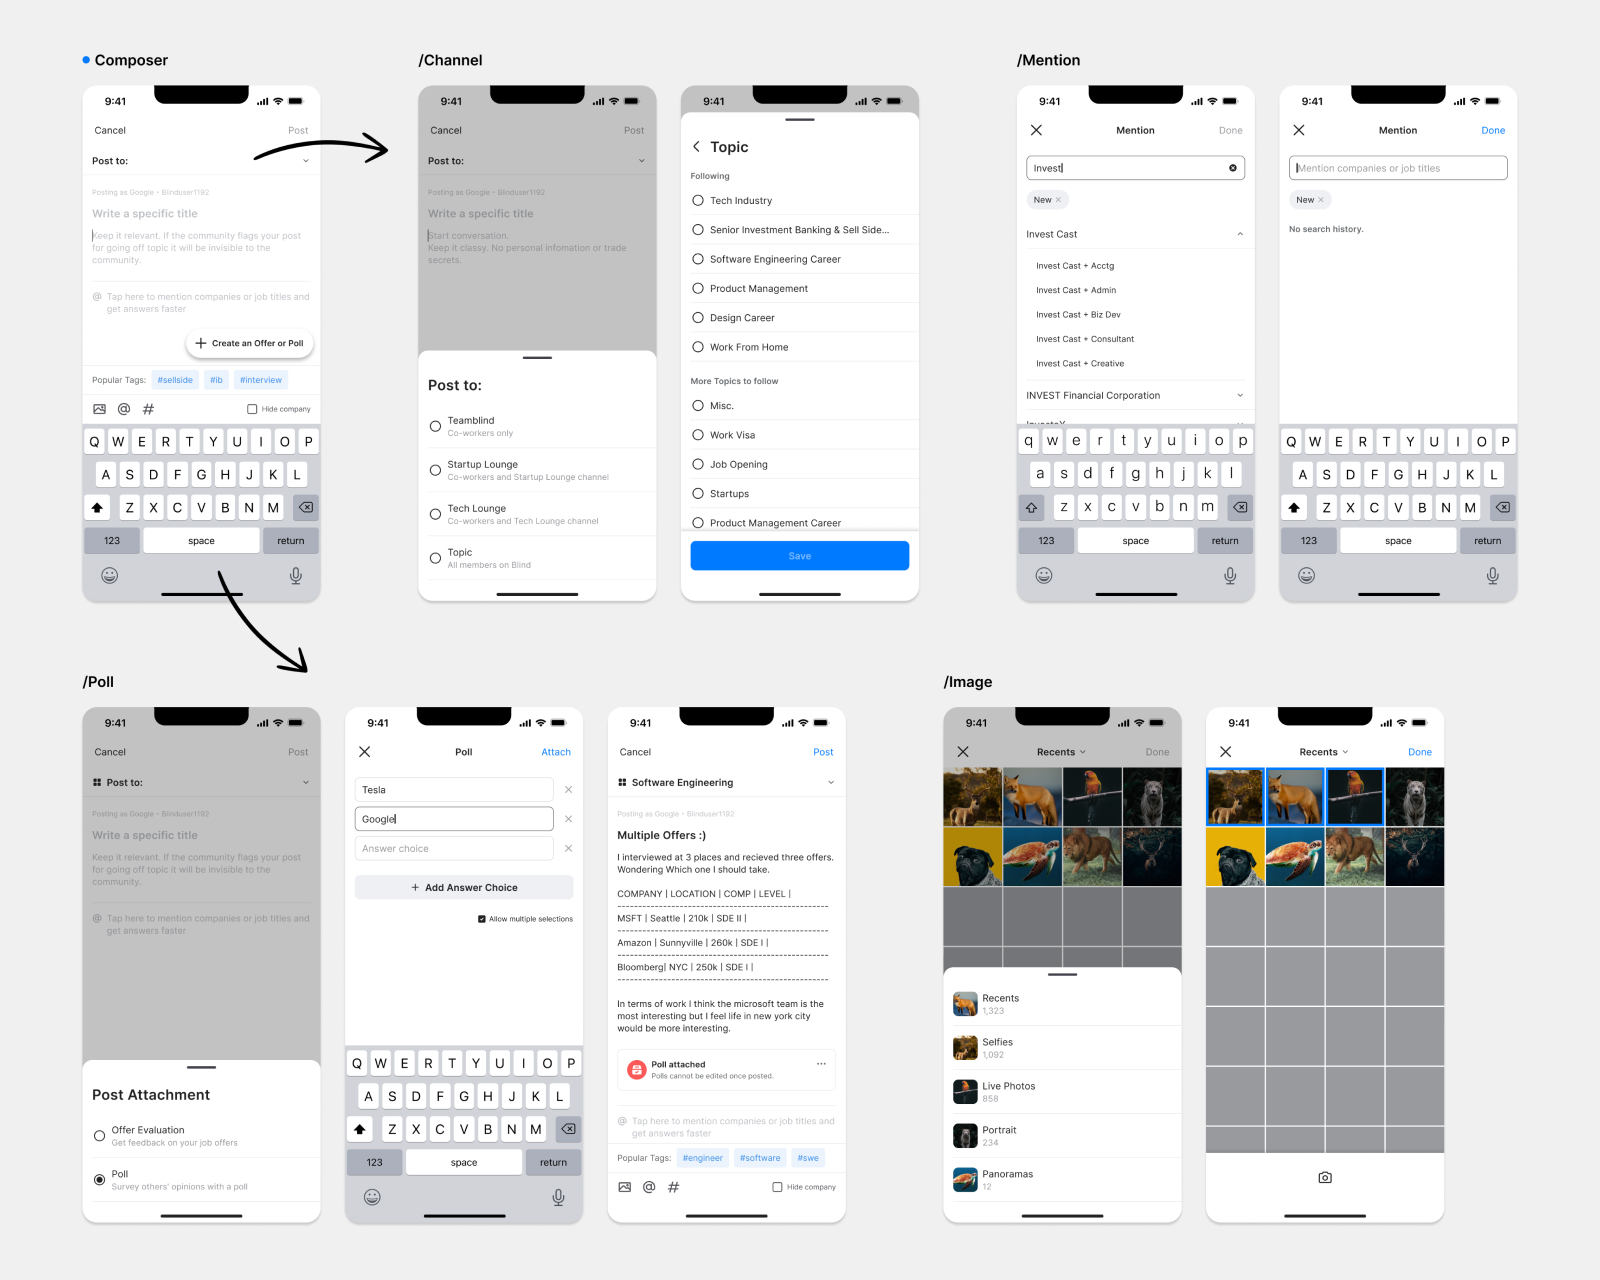 Composer
9:41
Cancel
Post
Post to:
Posting as Google • Blinduser1192
Write a specific title
Keep it relevant. If the community flags your post
for going off topic it will be invisible to the
community.
@ Tap here to mention companies or job titles and
get answers faster
+ Create an Offer or Poll
Popular Tags: #sellside #ib #interview
@ # Hide company
Q W E R T Y U I O P
A S D F G H J K L
Z X C V B N M
123 space return
/Channel
9:41
Cancel
Post
Post to:
Posting as Google • Blinduser1192
Write a specific title
Start conversation.
Keep it classy. No personal infomation or trade
secrets.
Post to:
Teamblind
Co-workers only
Startup Lounge
Co-workers and Startup Lounge channel
Tech Lounge
Co-workers and Tech Lounge channel
Topic
All members on Blind
9:41
Topic
Following
Tech Industry
Senior Investment Banking & Sell Side...
Software Engineering Career
Product Management
Design Career
Work From Home
More Topics to follow
Misc.
Work Visa
Job Opening
Startups
Product Management Career
Save
/Mention
9:41
Mention
Done
Invest
New ×
Invest Cast
Invest Cast + Acctg
Invest Cast + Admin
Invest Cast + Biz Dev
Invest Cast + Consultant
Invest Cast + Creative
INVEST Financial Corporation
q w e r t y u i o p
a s d f g h j k l
z x c v b n m
123 space return
9:41
Mention
Done
Mention companies or job titles
New ×
No search history.
Q W E R T Y U I O P
A S D F G H J K L
Z X C V B N M
123 space return
/Poll
9:41
Cancel
Post
Post to:
Posting as Google • Blinduser1192
Write a specific title
Keep it relevant. If the community flags your post
for going off topic it will be invisible to the
community.
@ Tap here to mention companies or job titles and
get answers faster
Post Attachment
Offer Evaluation
Get feedback on your job offers
Poll
Survey others' opinions with a poll
9:41
Poll
Attach
Tesla
Google
Answer choice
+ Add Answer Choice
Allow multiple selections
Q W E R T Y U I O P
A S D F G H J K L
Z X C V B N M
123 space return
9:41
Cancel
Post
Software Engineering
Posting as Google • Blinduser1192
Multiple Offers :)
I interviewed at 3 places and recieved three offers.
Wondering Which one I should take.
COMPANY | LOCATION | COMP | LEVEL |
MSFT | Seattle | 210k | SDE II |
Amazon | Sunnyville | 260k | SDE I |
Bloomberg| NYC | 250k | SDE I |
In terms of work I think the microsoft team is the
most interesting but I feel life in new york city
would be more interesting.
Poll attached
Polls cannot be edited once posted.
@ Tap here to mention companies or job titles and
get answers faster
Popular Tags: #engineer #software #swe
@ # Hide company
/Image
9:41
Recents
Done
Recents
1,323
Selfies
1,092
Live Photos
858
Portrait
234
Panoramas
12
9:41
Recents
Done